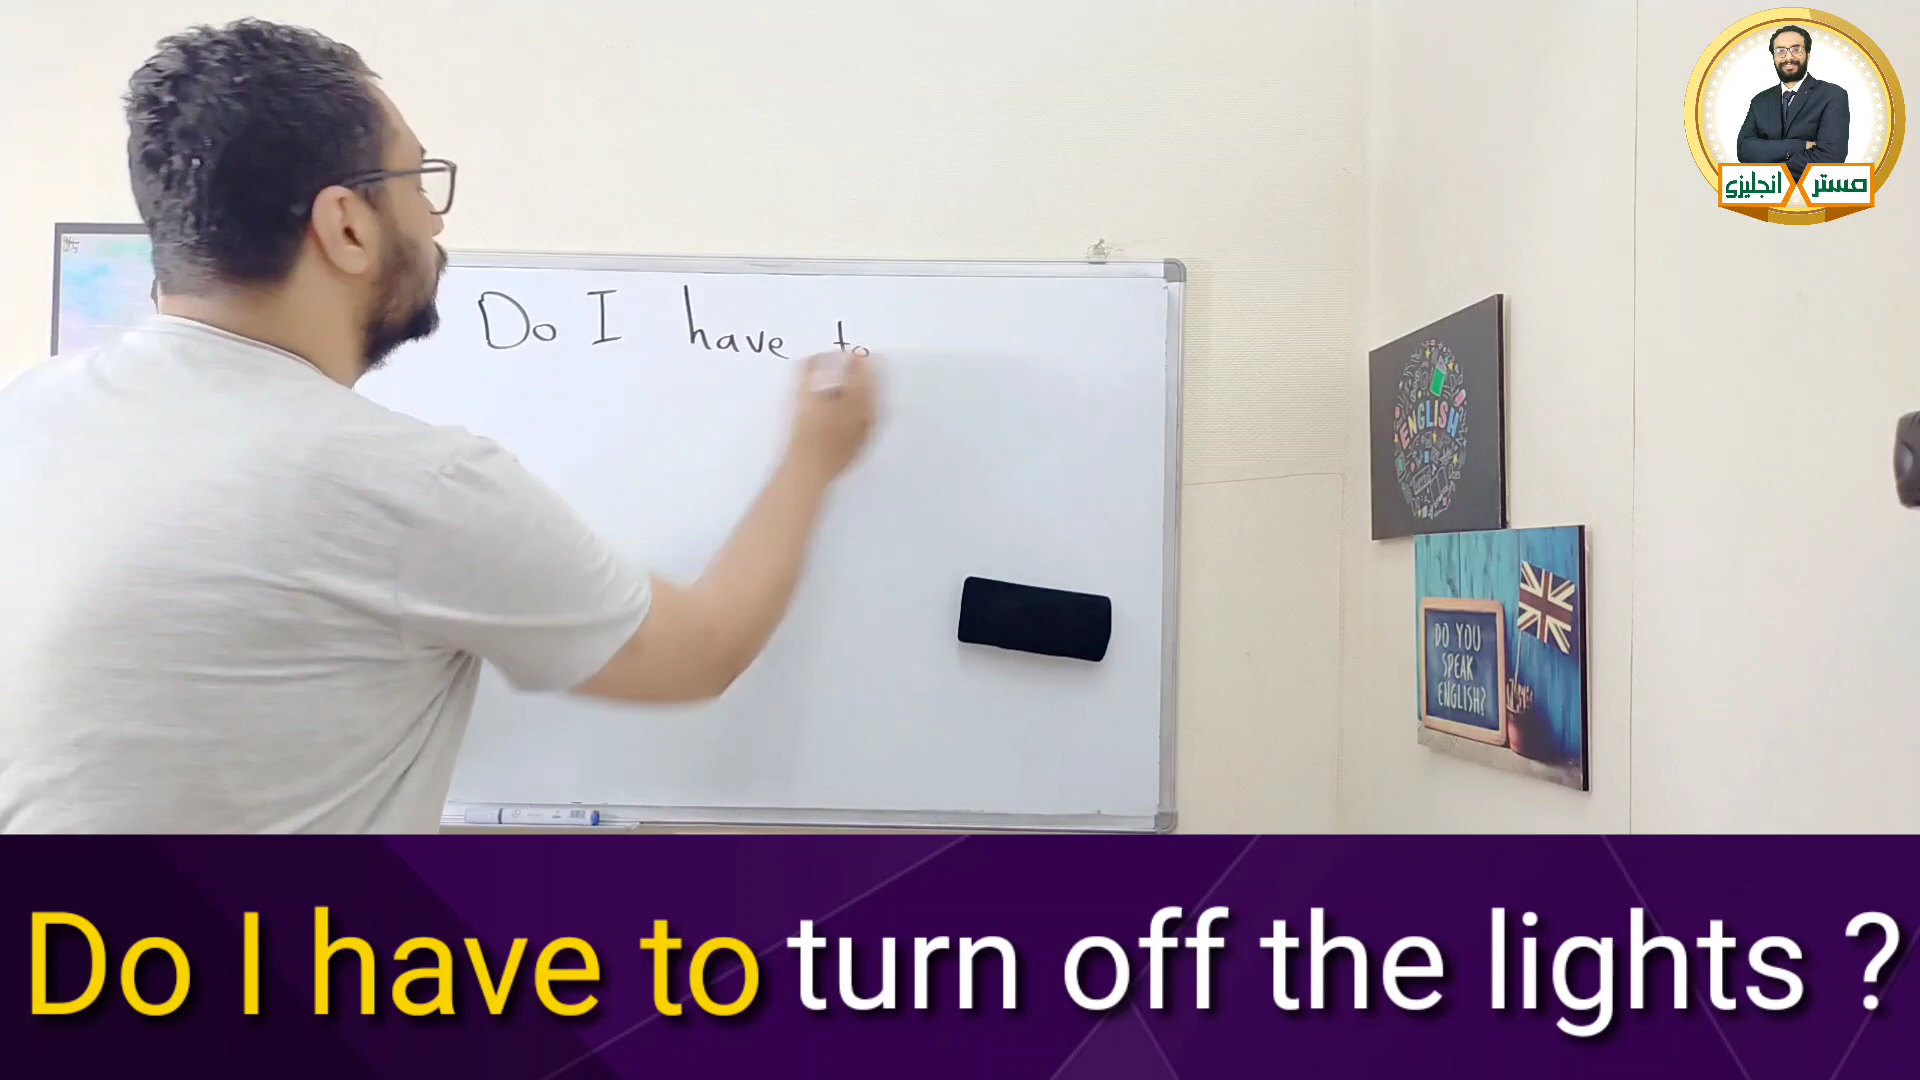 مستر X انجليزي
Do I have to
ENGLISH
DO YOU
SPEAK
ENGLISH?
Do I have to turn off the lights ?